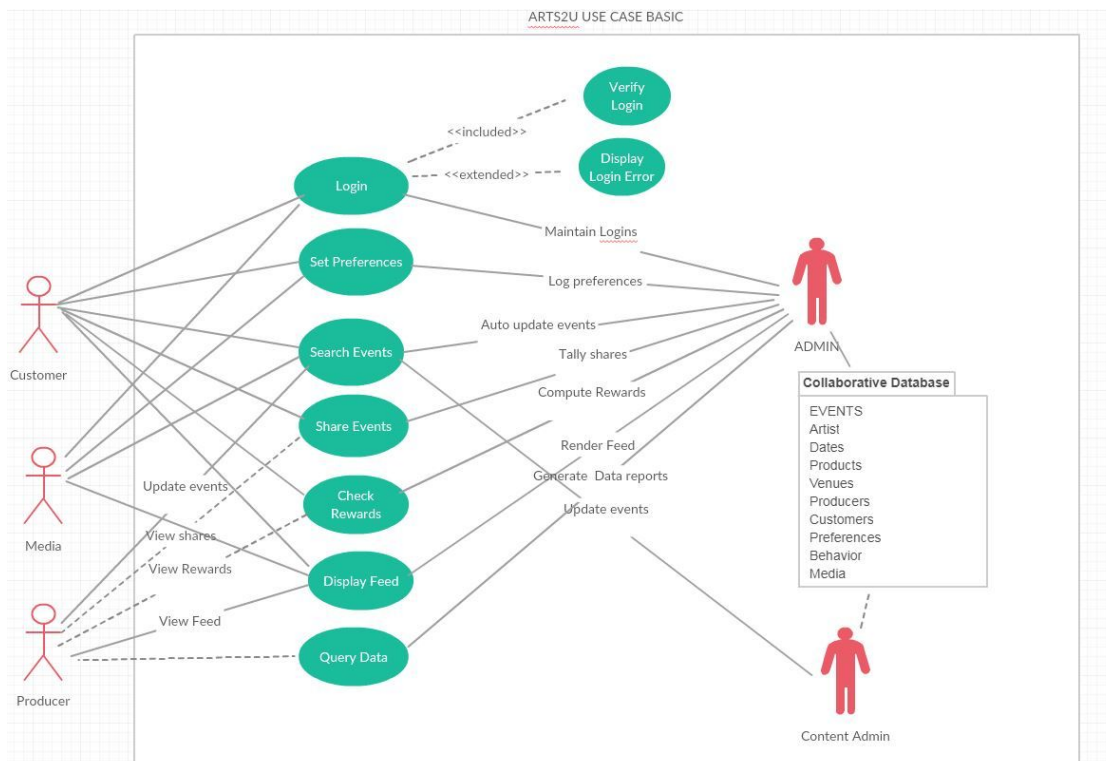 ARTS2U USE CASE BASIC
Verify
Login
<<included>>
Display
Login Error
<<extended>>
Login
Maintain Logins
Set Preferences
Log preferences
Auto update events
ADMIN
Search Events
Tally shares
Customer
Collaborative Database
Compute Rewards
EVENTS
Artist
Dates
Products
Venues
Producers
Customers
Preferences
Behavior
Media
Share Events
Render Feed
Generate Data reports
Update events
Update events
Check
Rewards
View shares
Media
View Rewards
Display Feed
View Feed
Query Data
Producer
Content Admin